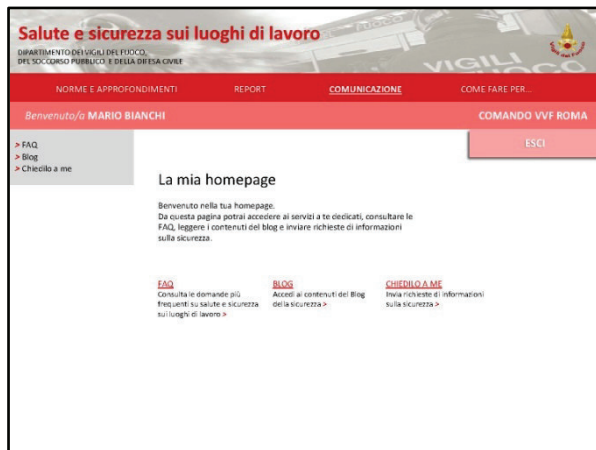 Salute e sicurezza sui luoghi di lavoro
DIPARTIMENTO DEI VIGILI DEL FUOCO,
DEL SOCCORSO PUBBLICO E DELLA DIFESA CIVILE
VIGILI
FUOCO
NORME E APPROFONDIMENTI REPORT COMUNICAZIONE COME FARE PER...
Benvenuto/a MARIO BIANCHI COMANDO VVF ROMA
ESCI
> FAQ
> Blog
> Chiedilo a me
La mia homepage
Benvenuto nella tua homepage.
Da questa pagina potrai accedere ai servizi a te dedicati, consultare le
FAQ, leggere i contenuti del blog e inviare richieste di informazioni
sulla sicurezza.
FAQ
Consulta le domande più
frequenti su salute e sicurezza
sui luoghi di lavoro >
BLOG
Accedi ai contenuti del Blog
della sicurezza >
CHIEDILO A ME
Invia richieste di informazioni
sulla sicurezza >